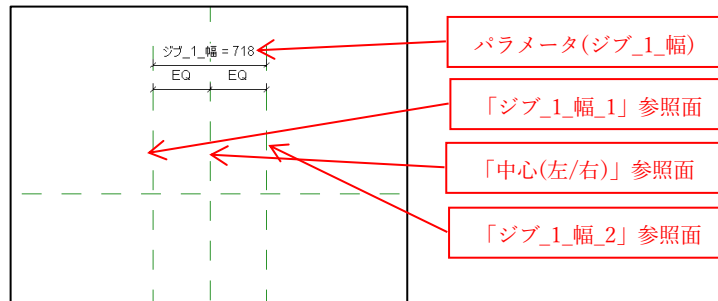 ジブ_1_幅 = 718
EQ EQ
パラメータ(ジブ_1_幅)
「ジブ_1_幅_1」参照面
「中心(左/右)」参照面
「ジブ_1_幅_2」参照面